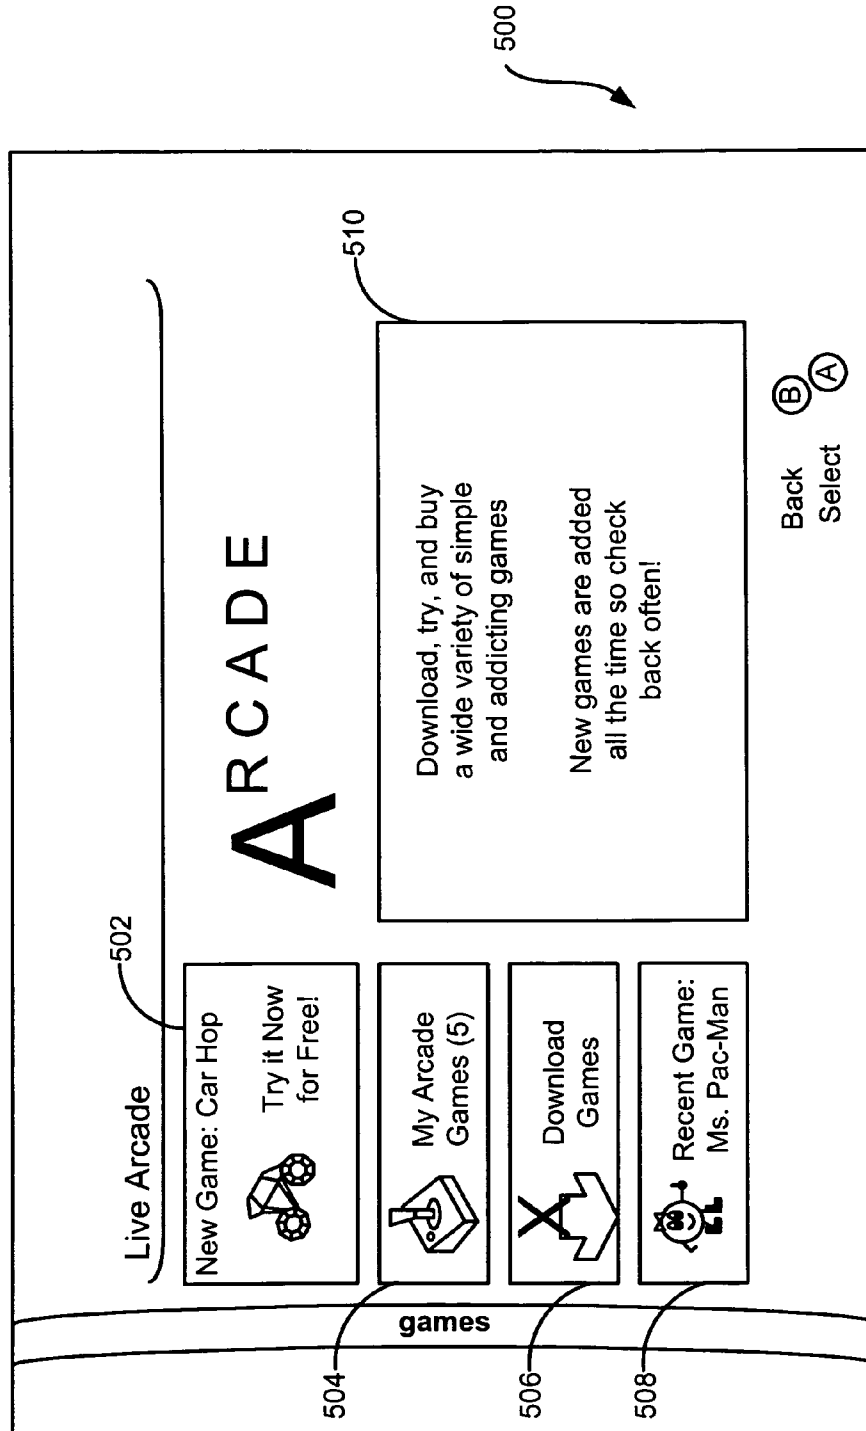 500
Live Arcade
502
New Game: Car Hop
Try it Now
for Free!
ARCADE
504
My Arcade
Games (5)
510
Download, try, and buy
a wide variety of simple
and addicting games
New games are added
all the time so check
back often!
506
Download
Games
508
Recent Game:
Ms. Pac-Man
games
Back B
Select A